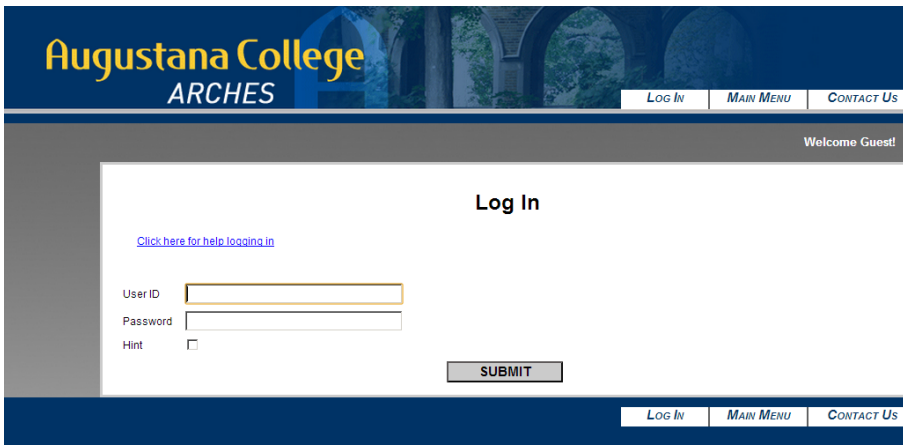 Augustana College
ARCHES
LOG IN MAIN MENU CONTACT US
Welcome Guest!
Log In
Click here for help logging in
User ID
Password
Hint
SUBMIT
LOG IN MAIN MENU CONTACT US